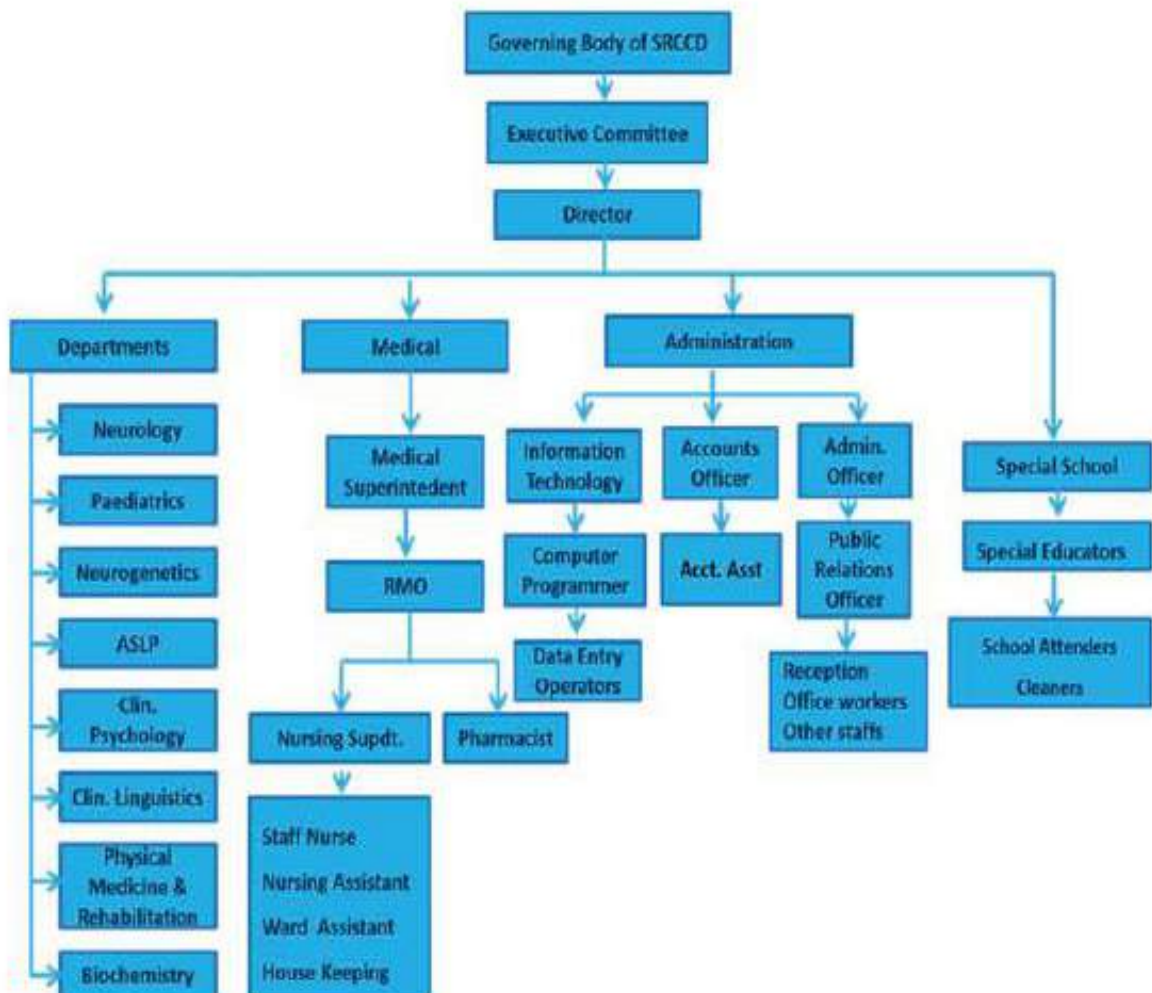 Governing Body of SRCCD
Executive Committee
Director
Departments
Medical
Administration
Neurology
Paediatrics
Neurogenetics
ASLP
Clin.
Psychology
Clin. Linguistics
Physical
Medicine &
Rehabilitation
Biochemistry
Medical
Superintedent
RMO
Nursing Supdt.
Pharmacist
Staff Nurse
Nursing Assistant
Ward Assistant
House Keeping
Information
Technology
Computer
Programmer
Data Entry
Operators
Accounts
Officer
Acct. Asst
Admin.
Officer
Public
Relations
Officer
Reception
Office workers
Other staffs
Special School
Special Educators
School Attenders
Cleaners